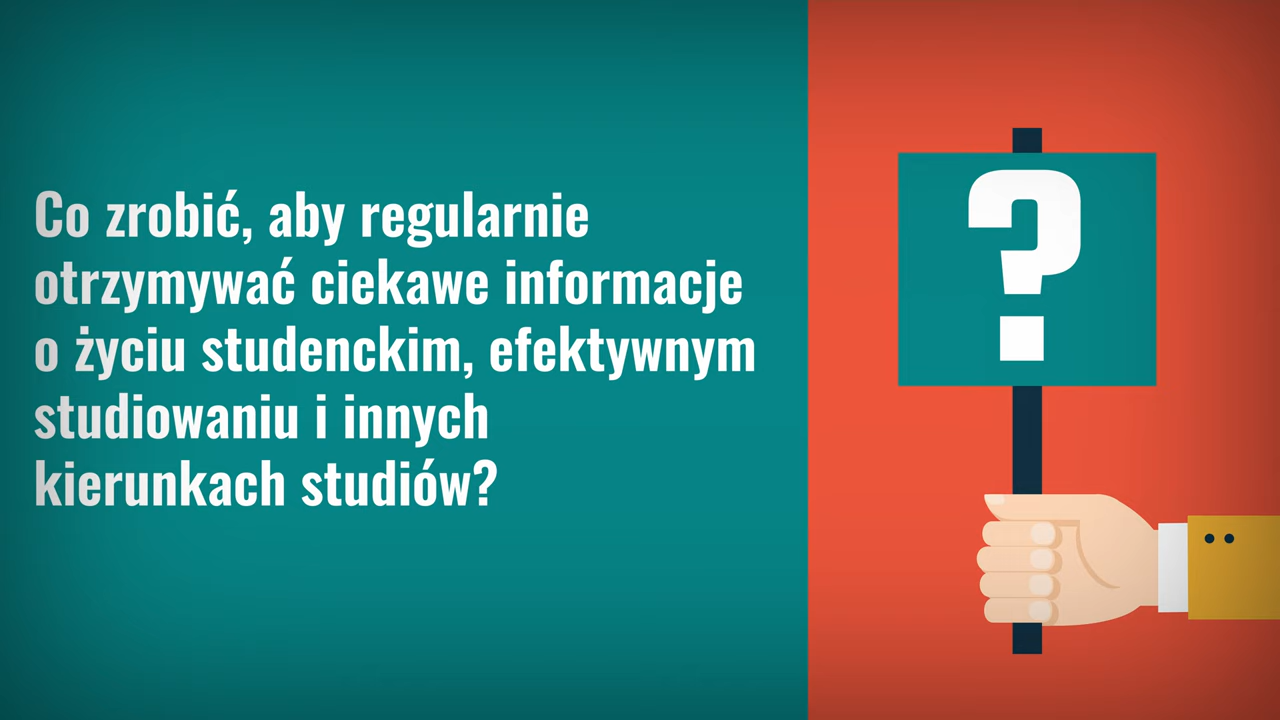 Co zrobić, aby regularnie
otrzymywać ciekawe informacje
o życiu studenckim, efektywnym
studiowaniu i innych
kierunkach studiów?
?